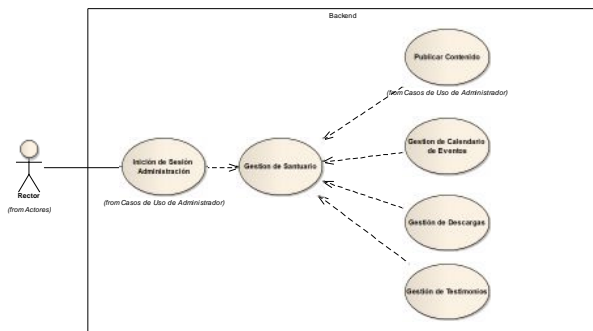 Backend
Publicar Contenido
(from Casos de Uso de Administrador)
Gestion de Calendario
de Eventos
Inición de Sesión
Administración
Gestion de Santuario
Rector
(from Casos de Uso de Administrador)
(from Actores)
Gestión de Descargas
Gestión de Testimonios